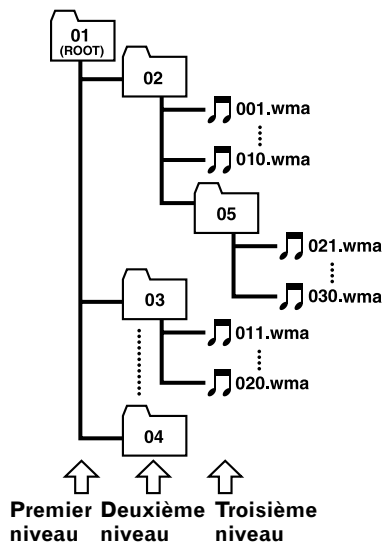 01
(ROOT)
02
001.wma
010.wma
05
021.wma
030.wma
03
011.wma
020.wma
04
Premier Deuxième Troisième
niveau niveau niveau